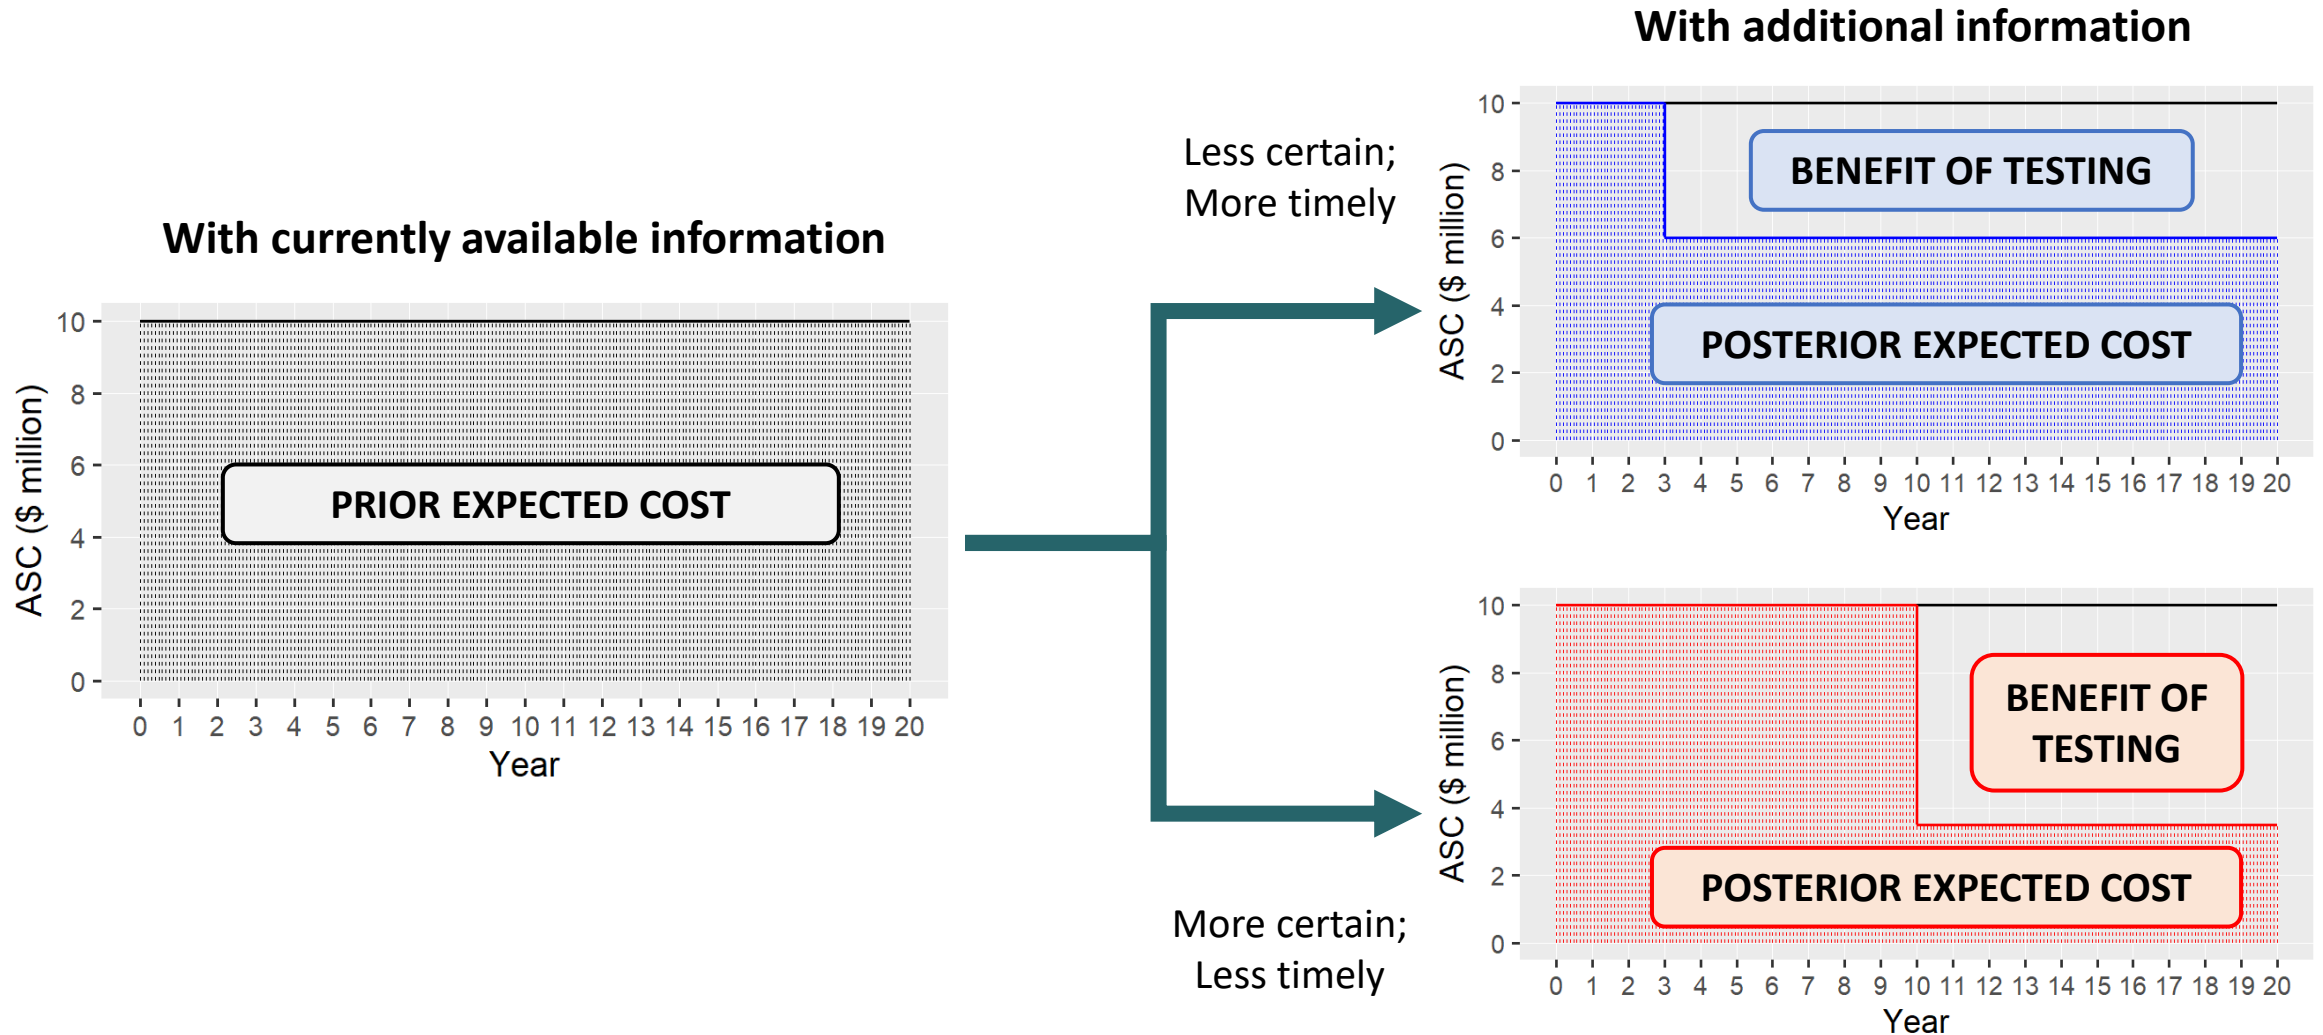 With currently available information
10
8
6
4
2
0
ASC ($ million)
PRIOR EXPECTED COST
0 1 2 3 4 5 6 7 8 9 10 11 12 13 14 15 16 17 18 19 20
Year
Less certain;
More timely
With additional information
10
8
6
4
2
0
ASC ($ million)
BENEFIT OF TESTING
POSTERIOR EXPECTED COST
0 1 2 3 4 5 6 7 8 9 10 11 12 13 14 15 16 17 18 19 20
Year
More certain;
Less timely
10
8
6
4
2
0
ASC ($ million)
BENEFIT OF
TESTING
POSTERIOR EXPECTED COST
0 1 2 3 4 5 6 7 8 9 10 11 12 13 14 15 16 17 18 19 20
Year